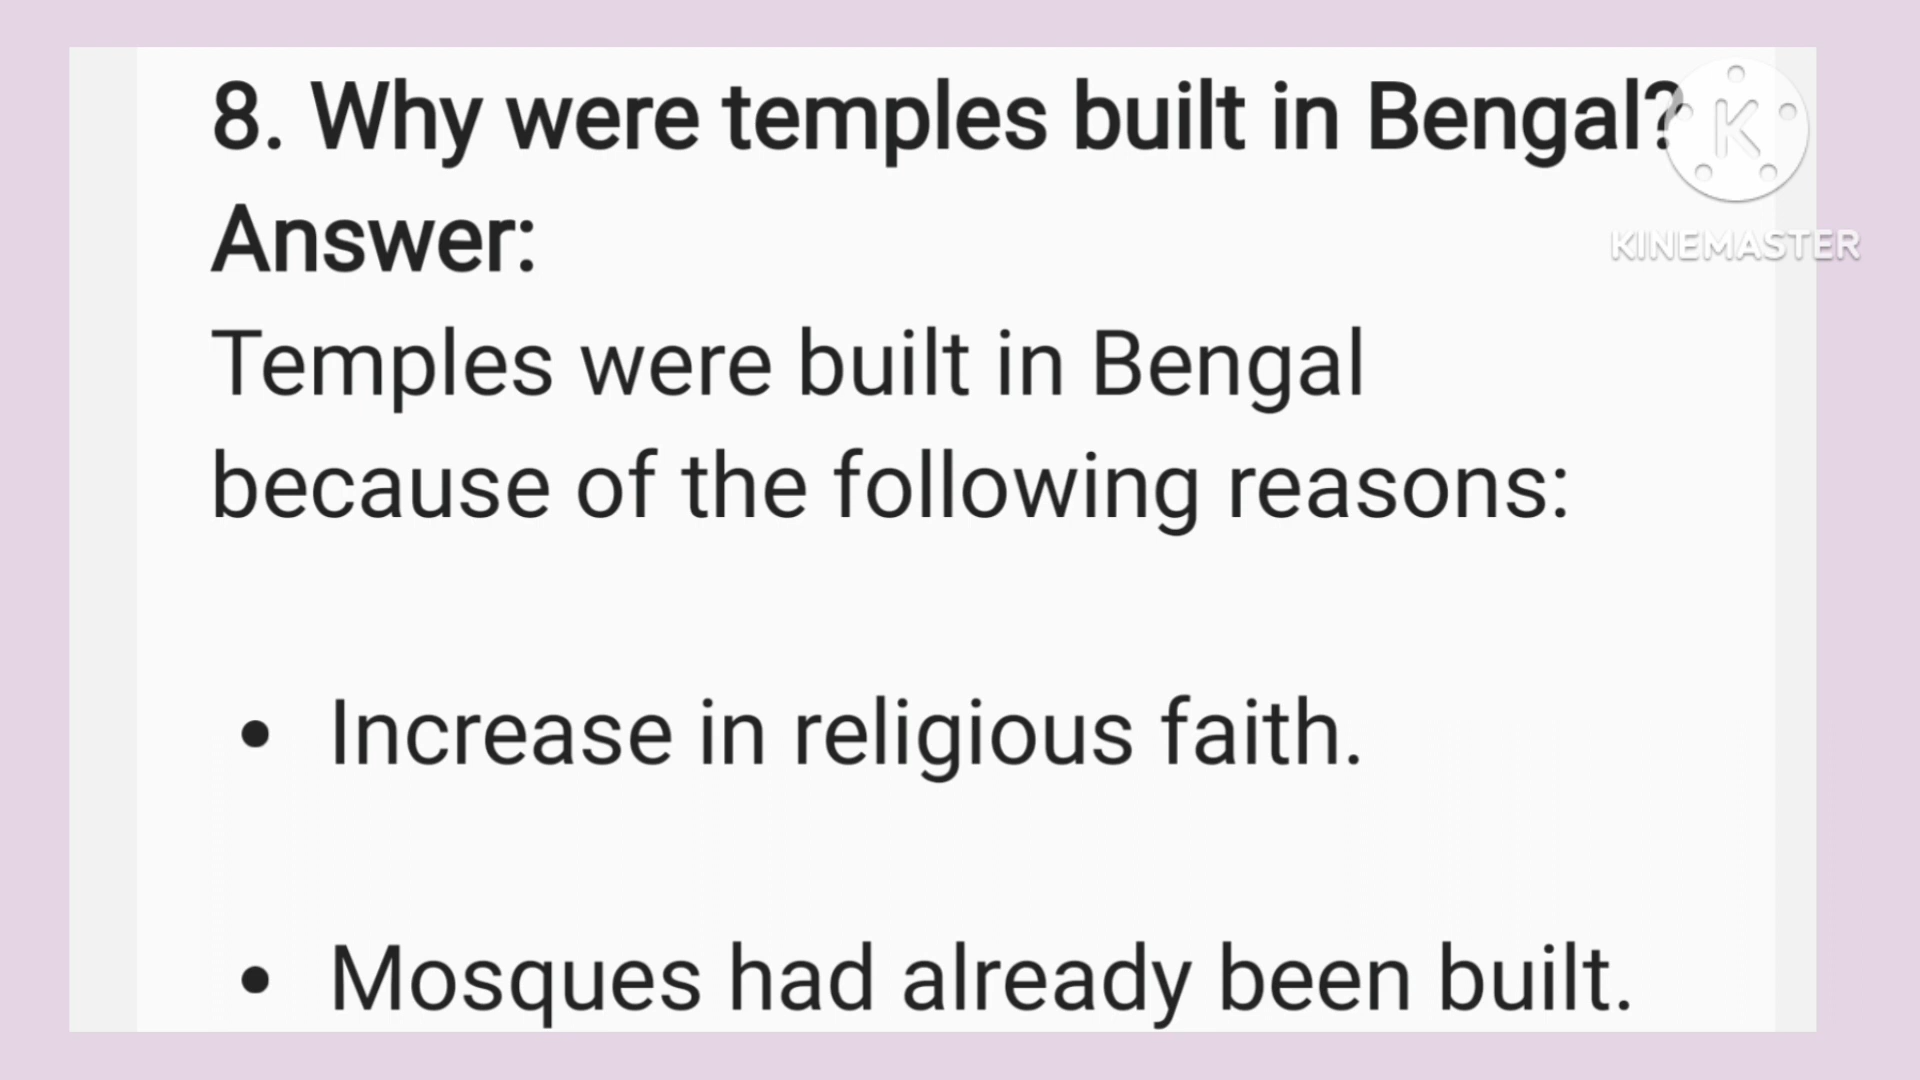 8. Why were temples built in Bengal?
Answer:
Temples were built in Bengal
because of the following reasons:
• Increase in religious faith.
• Mosques had already been built.
K
KINEMASTER